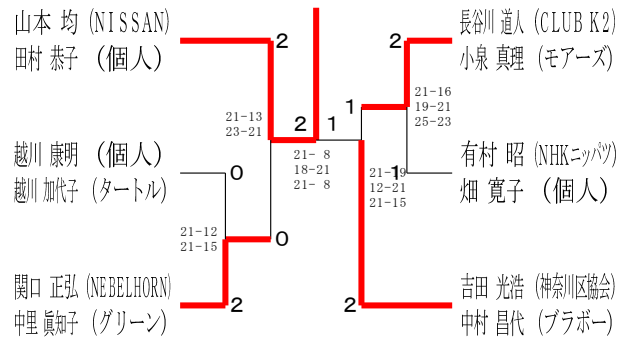 山本 均 (NISSAN)
田村 恭子 (個人)
2
2
長谷川 道人 (CLUB K2)
小泉 真理 (モアーズ)
21-16
19-21
25-23
1
21-13
23-21
2
1
21- 8
18-21
21- 8
越川 康明 (個人)
越川 加代子 (タートル)
0
21-19
12-21
21-15
1
有村 昭 (NHKニッパツ)
畑 寛子 (個人)
21-12
21-15
0
関口 正弘 (NEBELHORN)
中里 眞知子 (グリーン)
2
2
吉田 光浩 (神奈川区協会)
中村 昌代 (ブラボー)